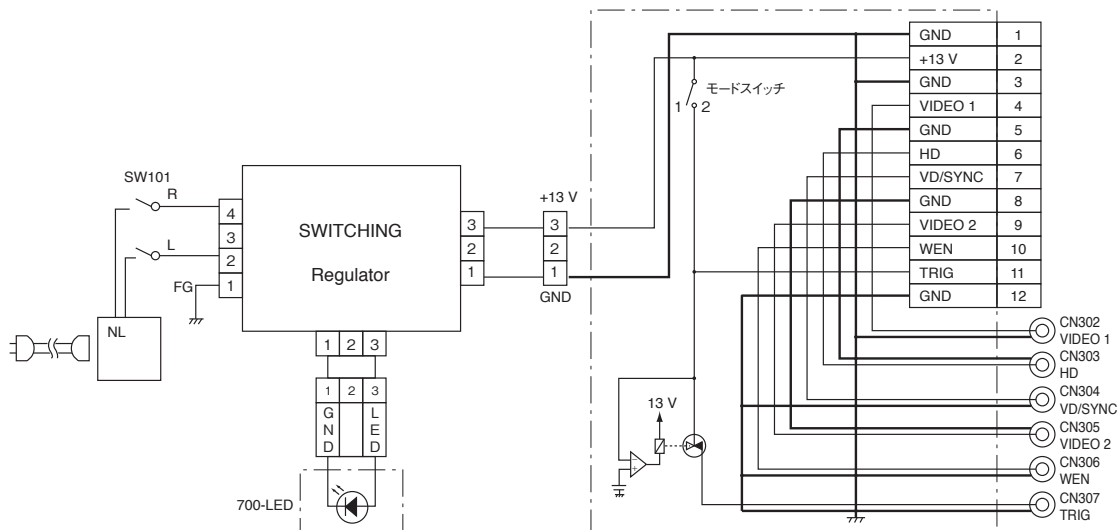 GND 1
+13 V 2
GND 3
VIDEO 1 4
GND 5
HD 6
VD/SYNC 7
GND 8
VIDEO 2 9
WEN 10
TRIG 11
GND 12
モードスイッチ
1 2
SW101
R
L
FG
NL
4
3
2
1
SWITCHING
Regulator
3
2
1
+13 V
3
2
1
GND
1 2 3
1 2 3
GND
LED
700-LED
13 V
−
+
CN302
VIDEO 1
CN303
HD
CN304
VD/SYNC
CN305
VIDEO 2
CN306
WEN
CN307
TRIG